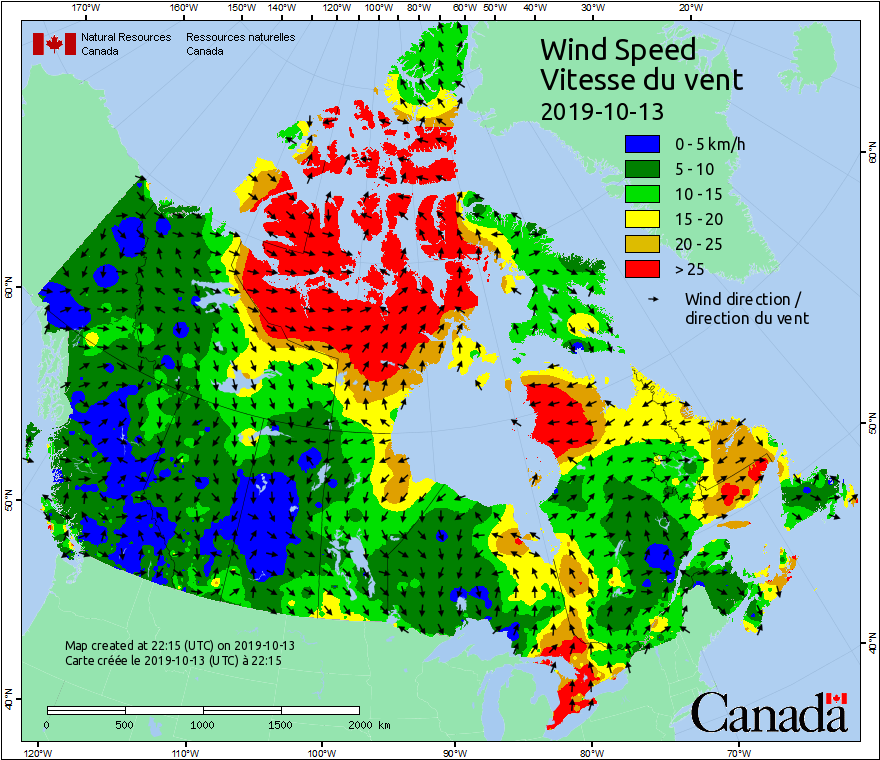 170°W 160°W 150°W 140°W 130°W 120°W 110°W 100°W 90°W 80°W 70°W 60°W 50°W 40°W 30°W 20°W
Natural Resources Ressources naturelles
Canada Canada
Wind Speed
Vitesse du vent
2019-10-13
0 - 5 km/h
5 - 10
10 - 15
15 - 20
20 - 25
> 25
Wind direction /
direction du vent
60°N
60°N
50°N
50°N
40°N
40°N
Map created at 22:15 (UTC) on 2019-10-13
Carte créée le 2019-10-13 (UTC) à 22:15
0 500 1000 1500 2000 km
Canada
120°W 110°W 100°W 90°W 80°W 70°W